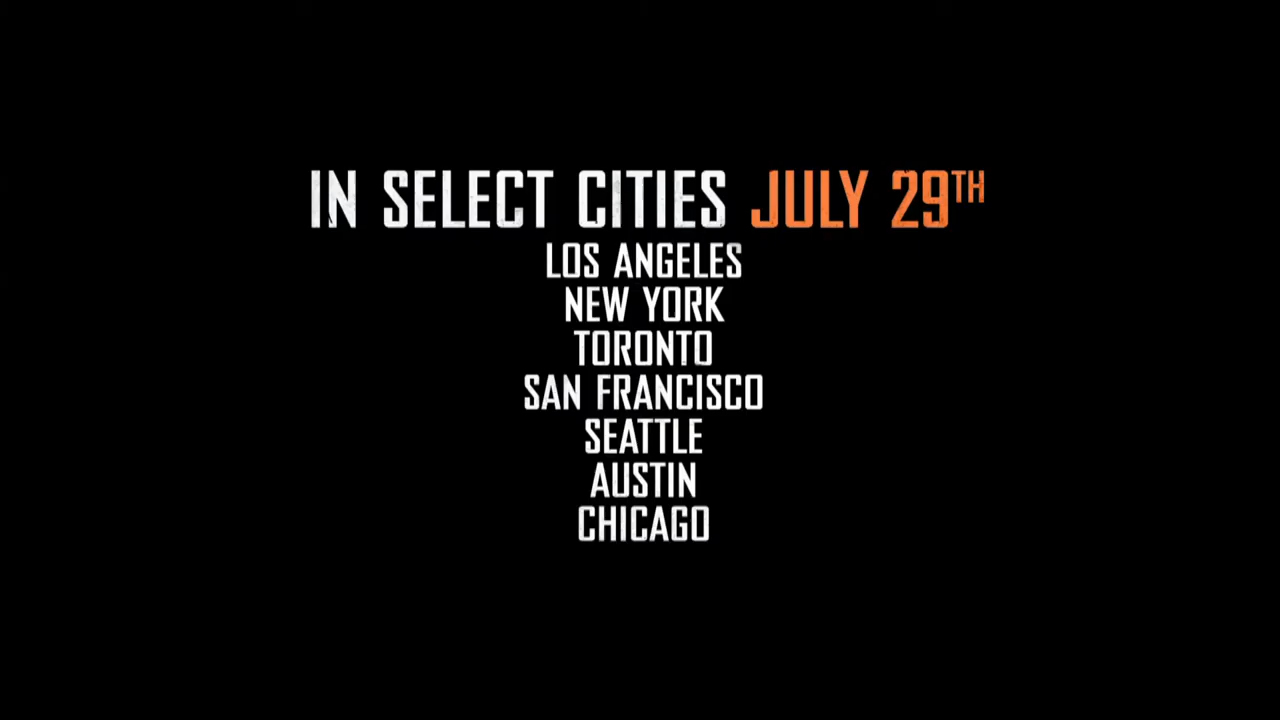 IN SELECT CITIES JULY 29TH
LOS ANGELES
NEW YORK
TORONTO
SAN FRANCISCO
SEATTLE
AUSTIN
CHICAGO